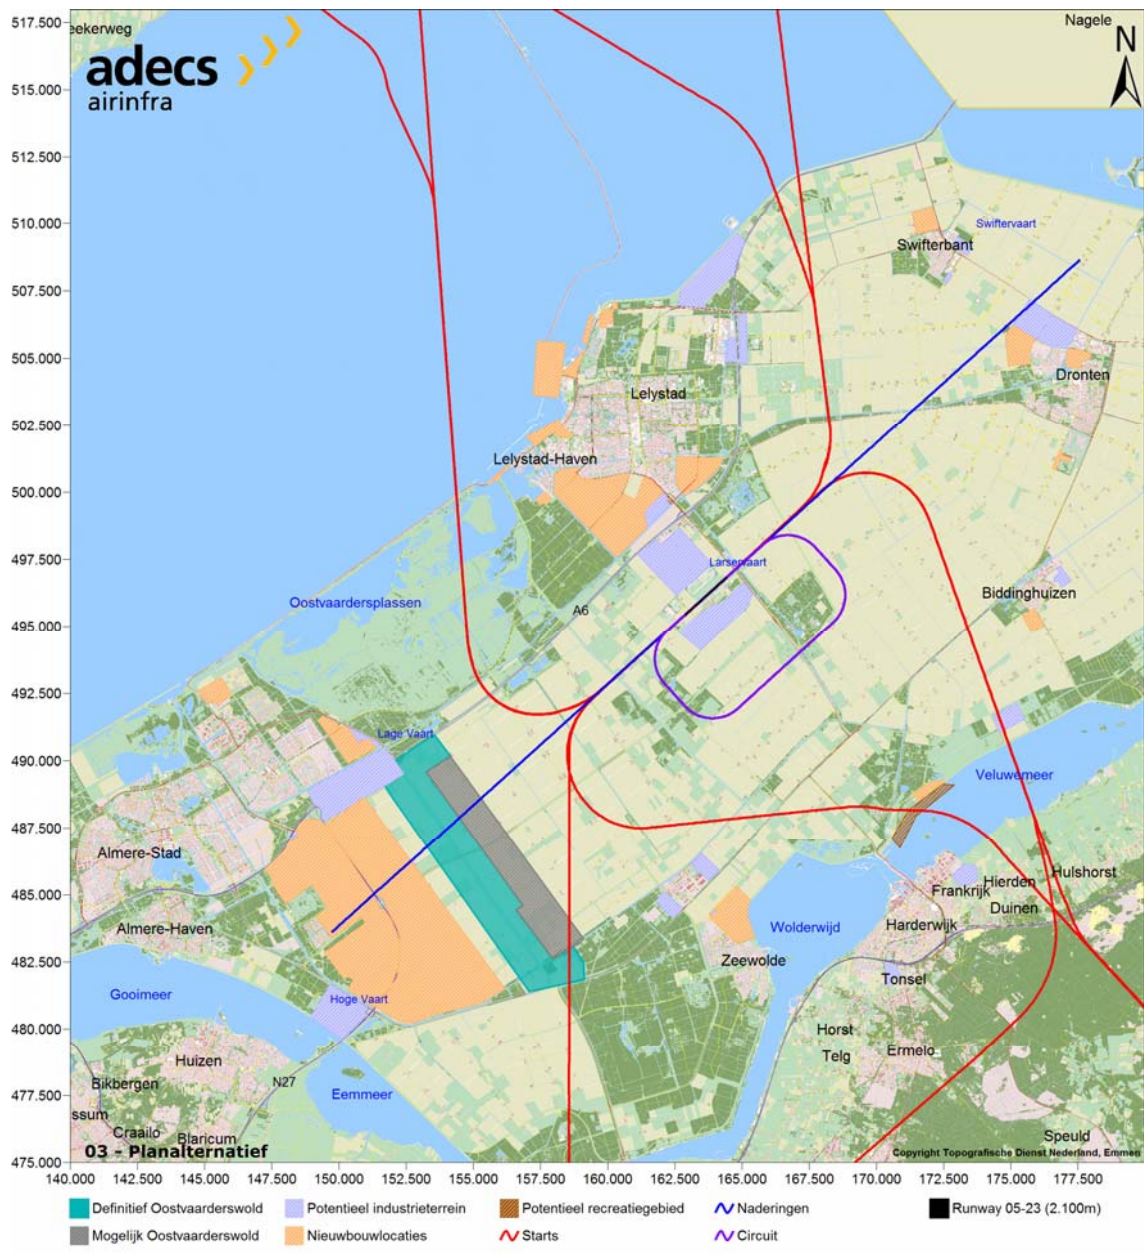 517.500
515.000
512.500
510.000
507.500
505.000
502.500
500.000
497.500
495.000
492.500
490.000
487.500
485.000
482.500
480.000
477.500
475.000
eekerweg
adecs
airinfra
Nagele
N
Swiftervaart
Swifterbant
Dronten
Lelystad
Lelystad-Haven
Larservaart
Oostvaardersplassen
A6
Biddinghuizen
Lage Vaart
Veluwemeer
Almere-Stad
Hulshorst
Hierden
Frankrijk
Duinen
Almere-Haven
Wolderwijd
Harderwijk
Zeewolde
Tonsel
Gooimeer
Hoge Vaart
Horst
Telg
Ermelo
Huizen
N27
Bikbergen
Eemmeer
ssum
Craailo
Blaricum
Speuld
03 - Planalternatief
Copyright Topografische Dienst Nederland, Emmen
140.000 142.500 145.000 147.500 150.000 152.500 155.000 157.500 160.000 162.500 165.000 167.500 170.000 172.500 175.000 177.500
Definitief Oostvaarderswold
Potentieel industrieterrein
Potentieel recreatiegebied
Naderingen
Runway 05-23 (2.100m)
Mogelijk Oostvaarderswold
Nieuwbouwlocaties
Starts
Circuit